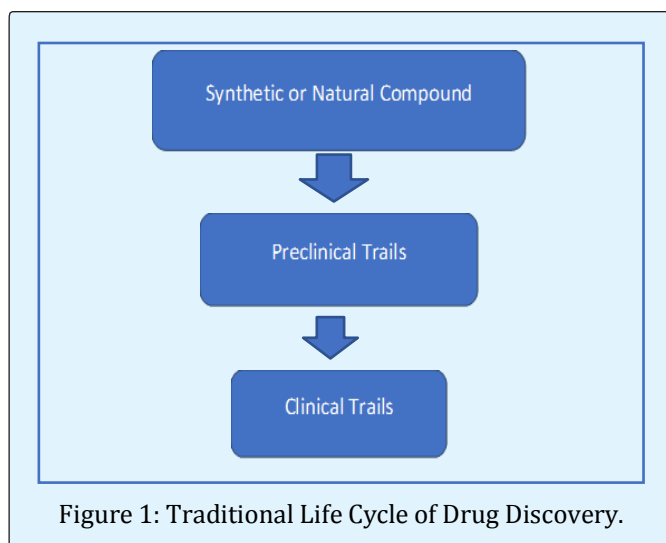 Synthetic or Natural Compound
Preclinical Trails
Clinical Trails
Figure 1: Traditional Life Cycle of Drug Discovery.